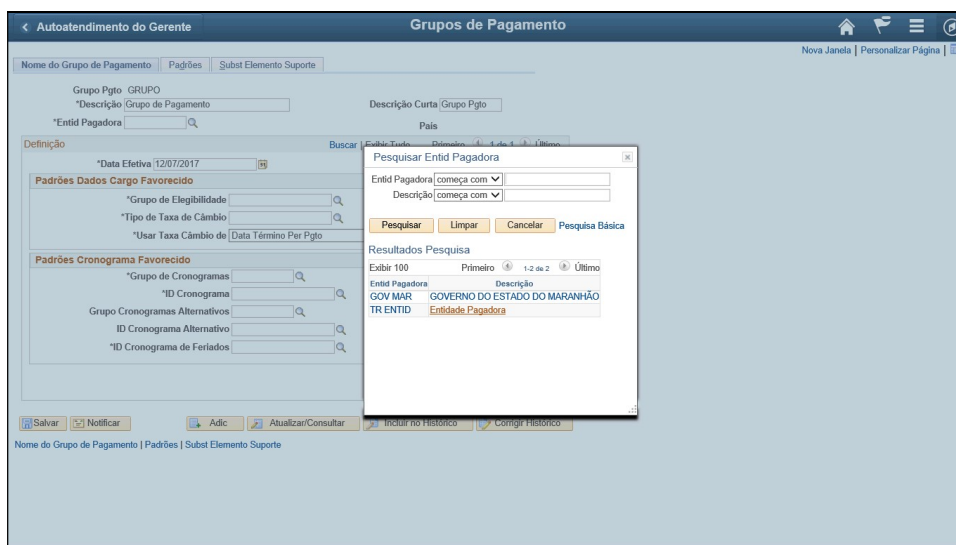 Autoatendimento do Gerente
Grupos de Pagamento
Nova Janela | Personalizar Página |
Nome do Grupo de Pagamento Padrões Subst Elemento Suporte
Grupo Pgto GRUPO
*Descrição Grupo de Pagamento Descrição Curta Grupo Pgto
*Entid Pagadora País
Definição Buscar | Exibir Tudo Primeiro 1 de 1 Último
*Data Efetiva 12/07/2017
Padrões Dados Cargo Favorecido
*Grupo de Elegibilidade
*Tipo de Taxa de Câmbio
*Usar Taxa Câmbio de Data Término Per Pgto
Padrões Cronograma Favorecido
*Grupo de Cronogramas
*ID Cronograma
Grupo Cronogramas Alternativos
ID Cronograma Alternativo
*ID Cronograma de Feriados
Pesquisar Entid Pagadora
Entid Pagadora começa com
Descrição começa com
Pesquisar Limpar Cancelar Pesquisa Básica
Resultados Pesquisa
Exibir 100 Primeiro 1-2 de 2 Último
Entid Pagadora Descrição
GOV MAR GOVERNO DO ESTADO DO MARANHÃO
TR ENTID Entidade Pagadora
Salvar Notificar Adic Atualizar/Consultar Incluir no Histórico Corrigir Histórico
Nome do Grupo de Pagamento | Padrões | Subst Elemento Suporte